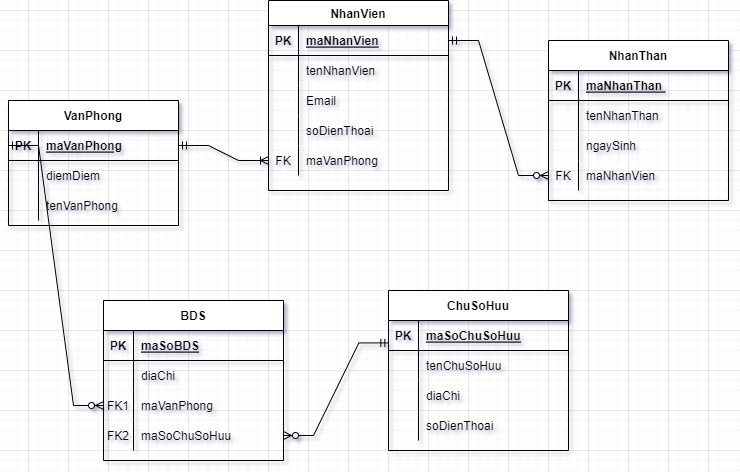 NhanVien
PK maNhanVien
tenNhanVien
Email
soDienThoai
FK maVanPhong
NhanThan
PK maNhanThan
tenNhanThan
ngaySinh
FK maNhanVien
VanPhong
PK maVanPhong
diemDiem
tenVanPhong
BDS
PK maSoBDS
diaChi
FK1 maVanPhong
FK2 maSoChuSoHuu
ChuSoHuu
PK maSoChuSoHuu
tenChuSoHuu
diaChi
soDienThoai